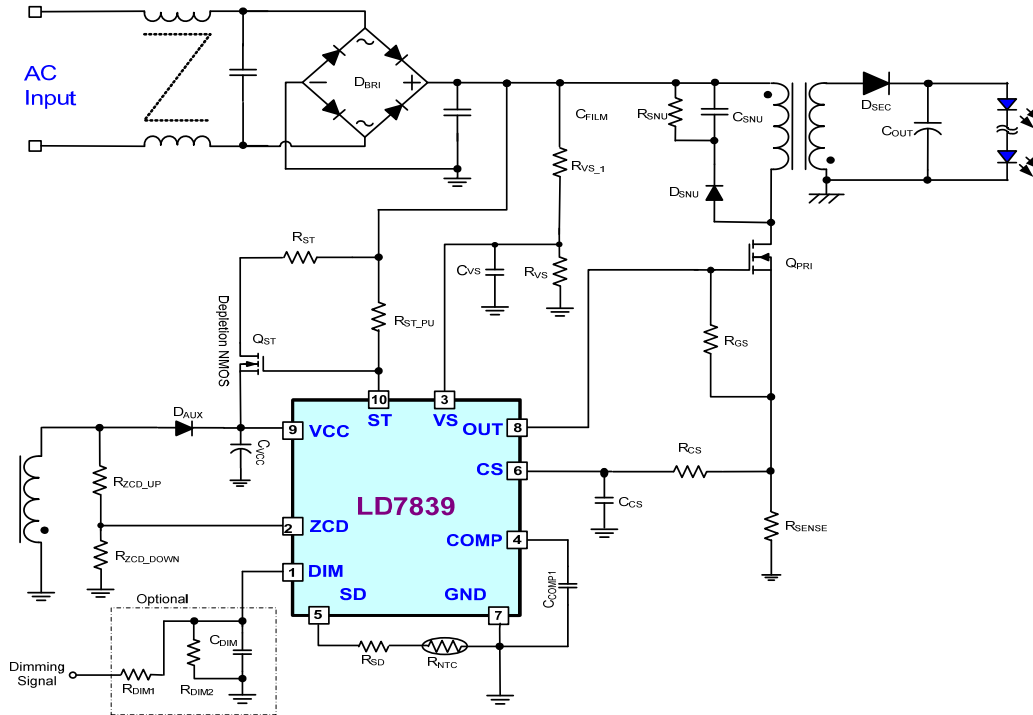 AC
Input
DBRI
CFILM
RSNU
CSNU
DSEC
COUT
RVS_1
DSNU
RST
CVS
RVS
QPRI
Depletion NMOS
QST
RST_PU
RGS
DAUX
CVCC
10
3
ST
VS
9
VCC
OUT
8
RCS
CS
6
RZCD_UP
LD7839
CCS
2
ZCD
COMP
4
RSENSE
RZCD_DOWN
1
DIM
CCOMP1
Optional
SD
GND
5
7
CDIM
RSD
RNTC
Dimming
Signal
RDIM1
RDIM2